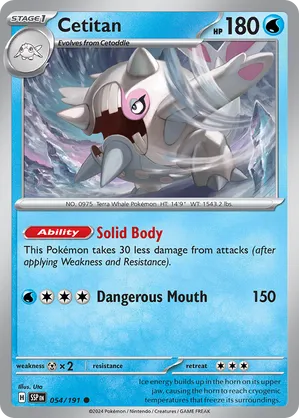 STAGE 1
Cetitan
HP 180
Evolves from Cetoddle
NO. 0975 Terra Whale Pokémon HT: 14'9" WT: 1543.2 lbs.
Ability Solid Body
This Pokémon takes 30 less damage from attacks (after
applying Weakness and Resistance).
Dangerous Mouth 150
weakness ×2 resistance retreat
Illus. Uta
H SSP EN 054/191
Ice energy builds up in the horn on its upper
jaw, causing the horn to reach cryogenic
temperatures that freeze its surroundings.
©2024 Pokémon / Nintendo / Creatures / GAME FREAK